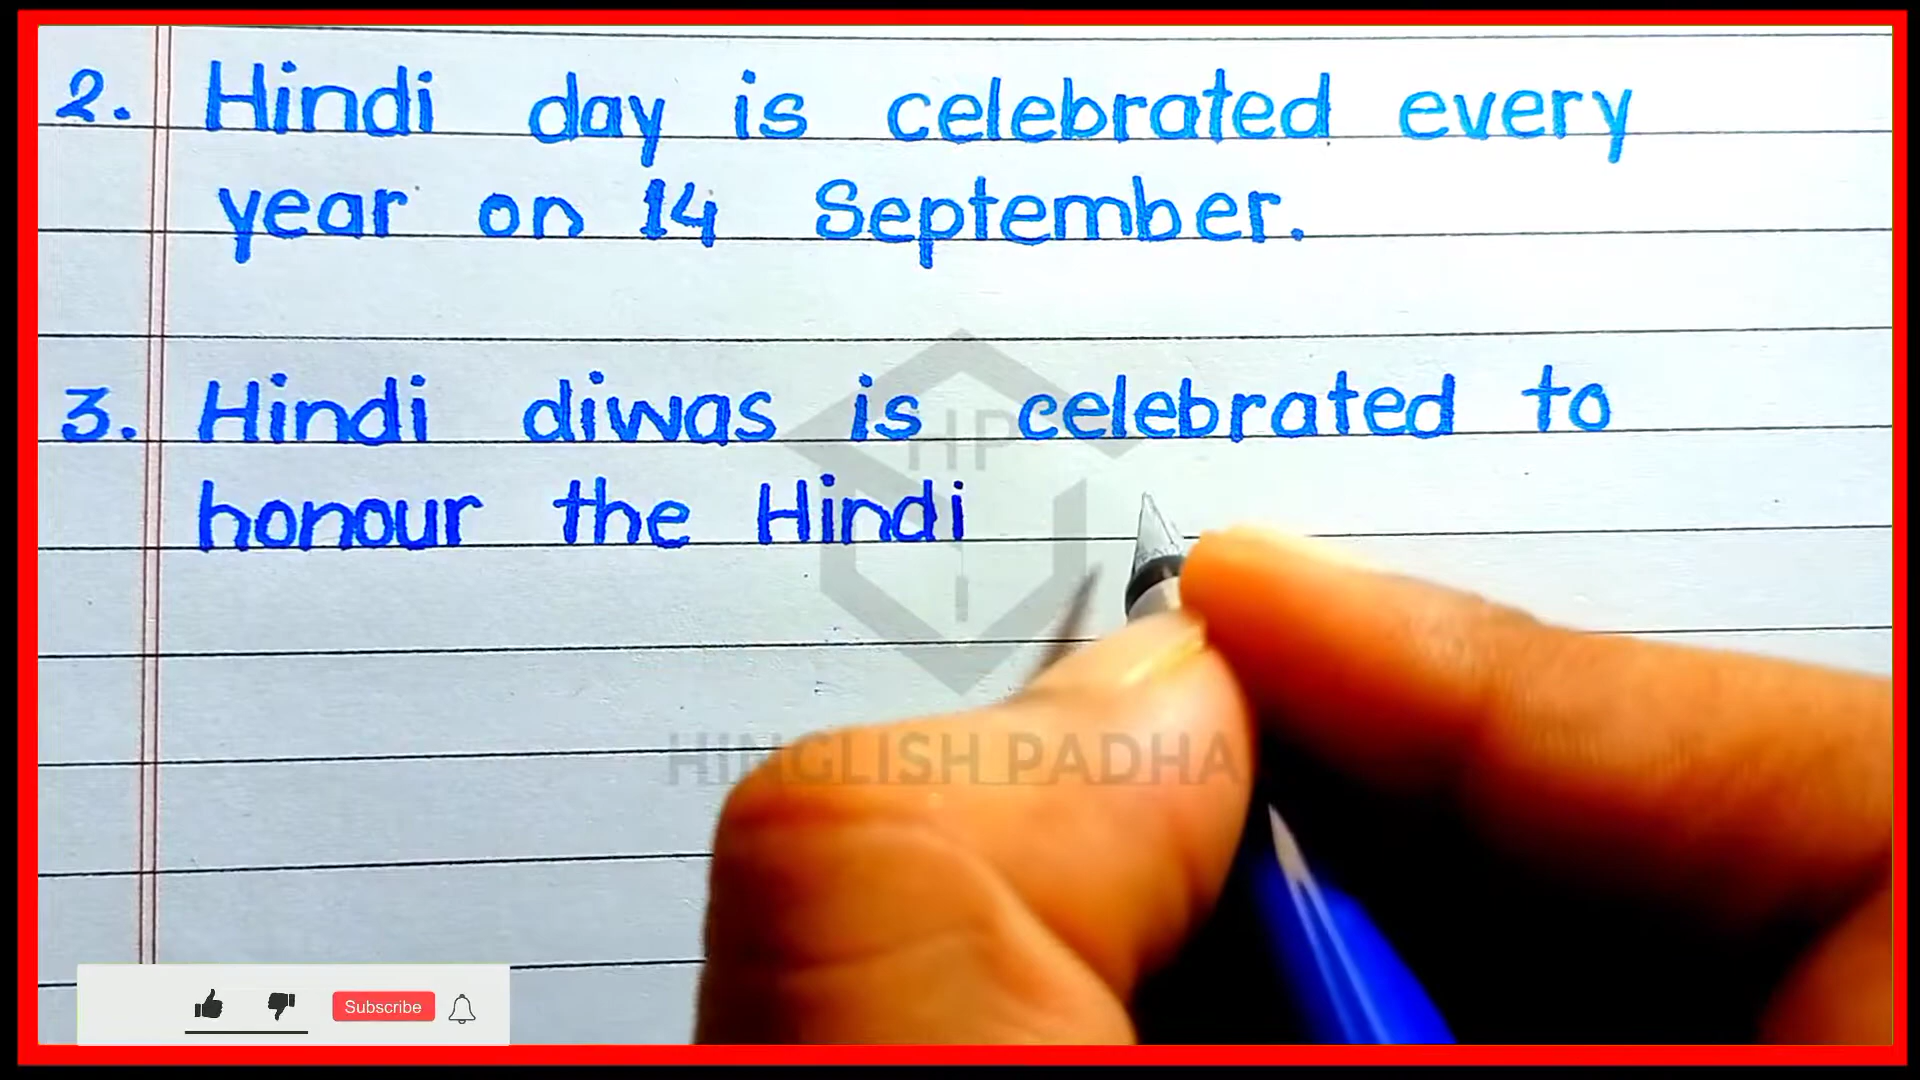 2. Hindi day is celebrated every
year on 14 September.
3. Hindi diwas is celebrated to
honour the Hindi
HP
HiNGLISH PADHA
Subscribe